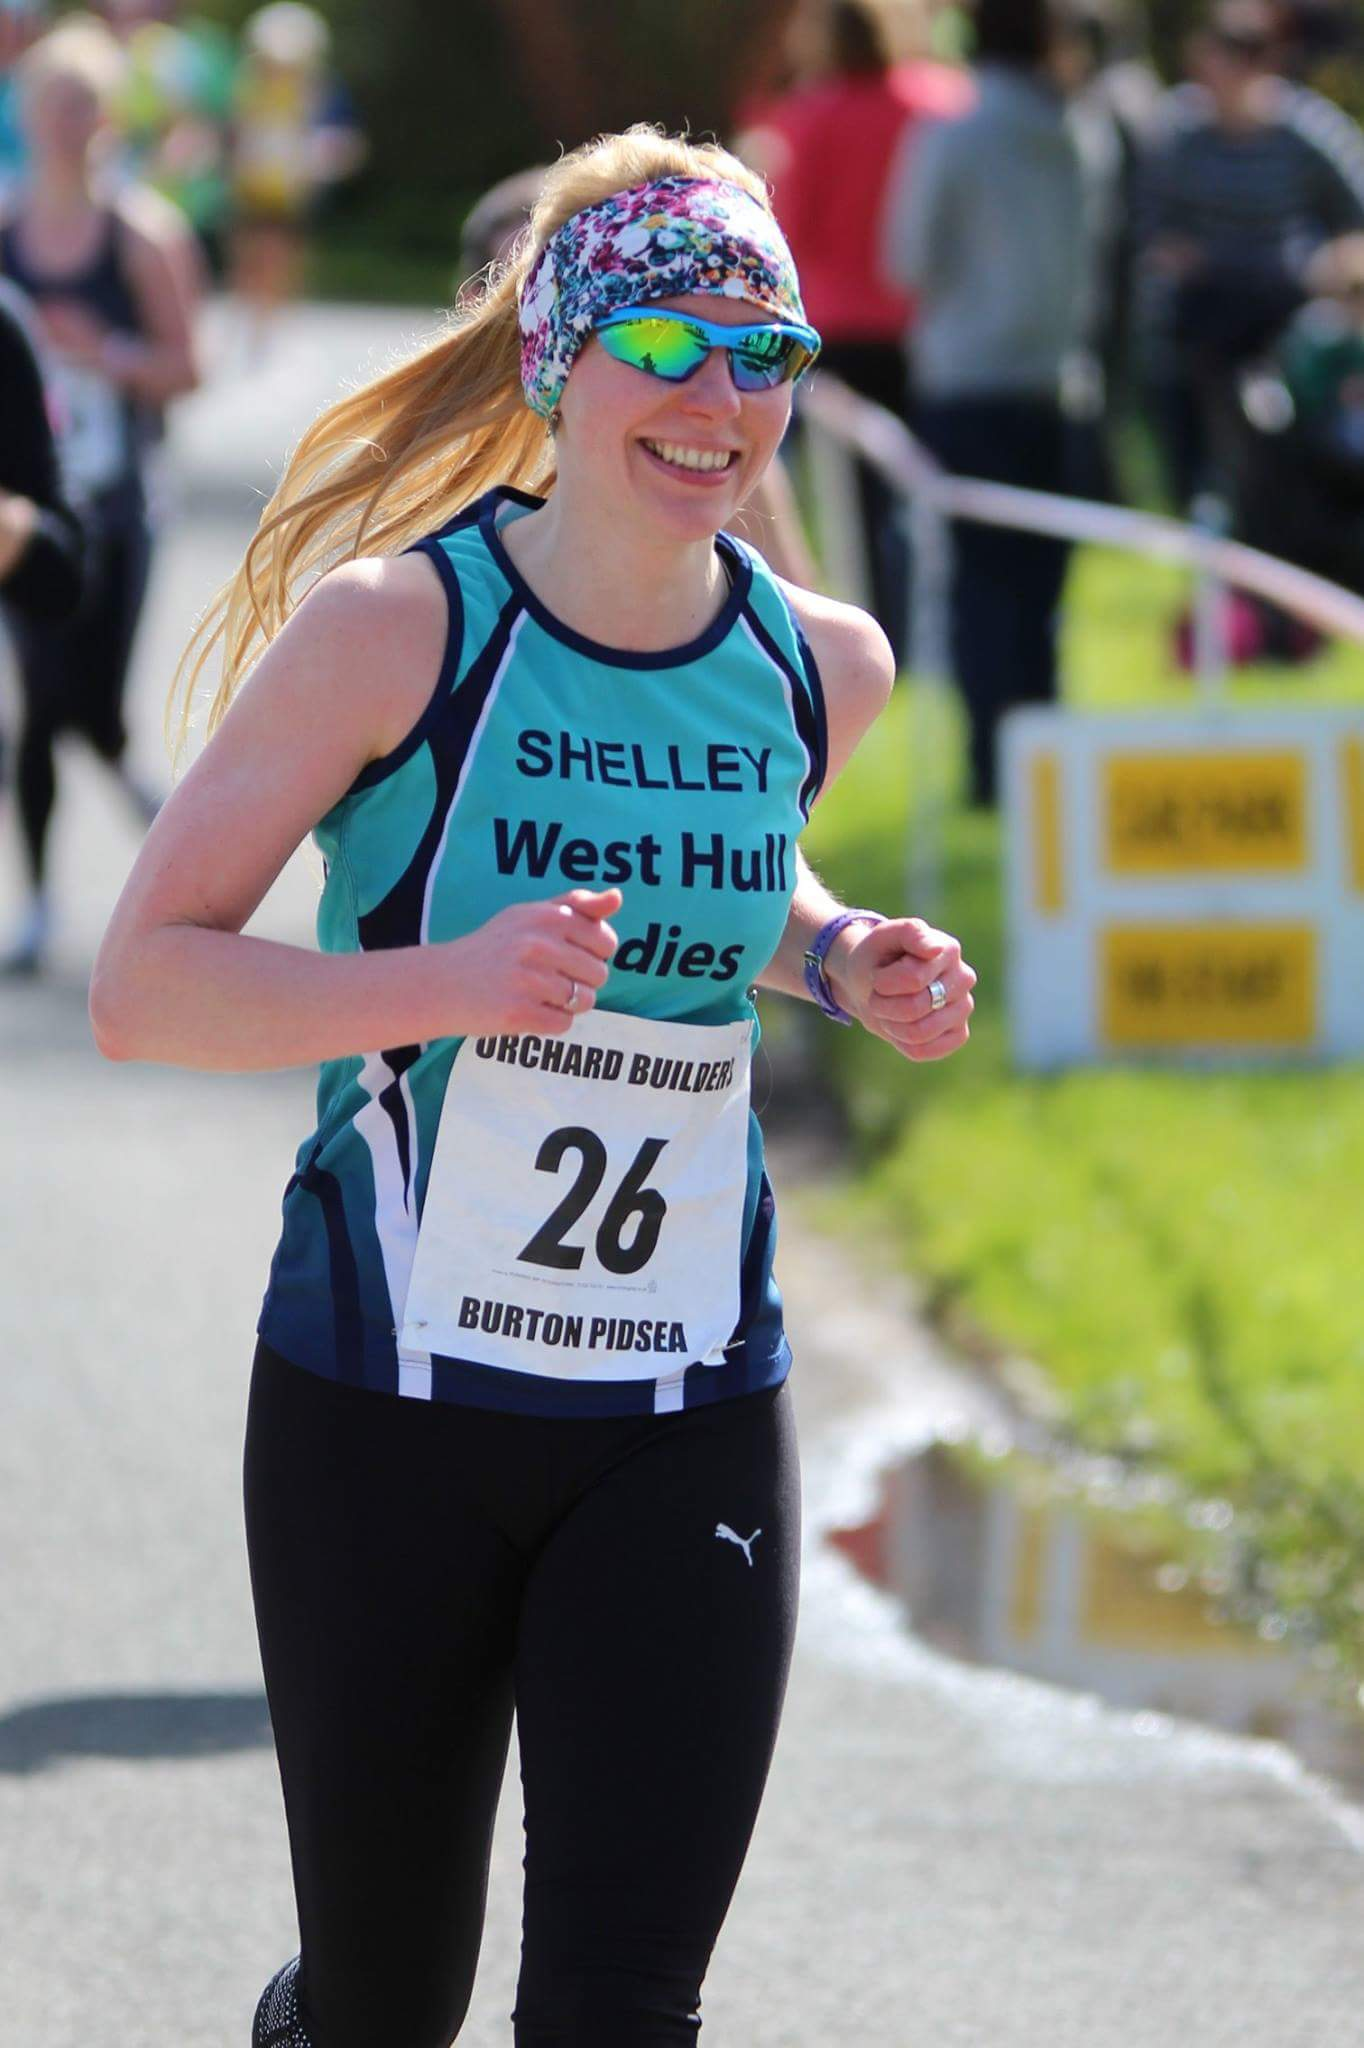 SHELLEY
West Hull
dies
ORCHARD BUILDERS
26
BURTON PIDSEA